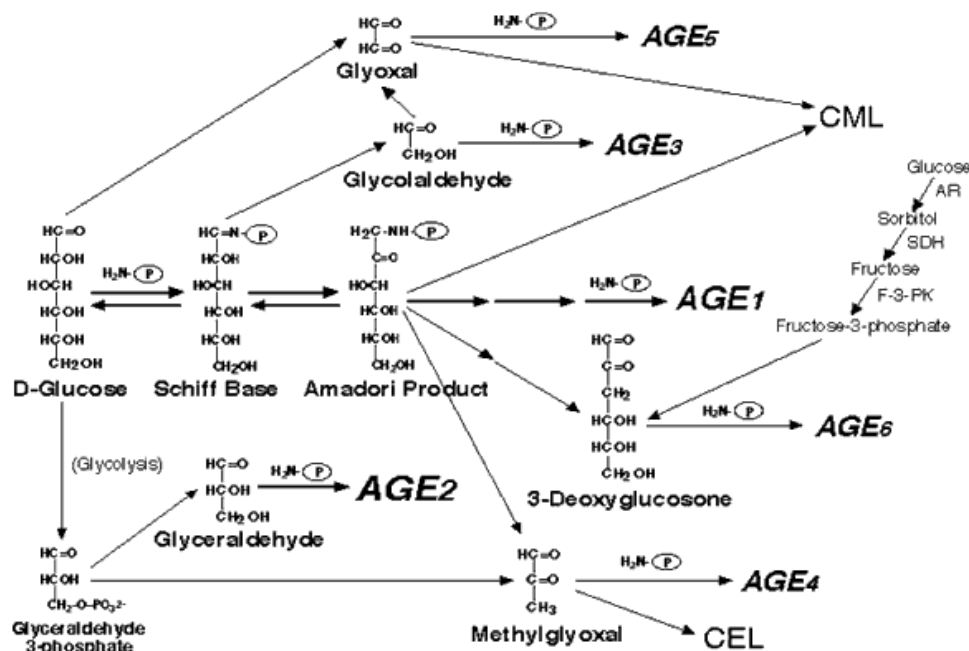 HC=O
HC=O
Glyoxal
H₂N- P
AGE5
CML
HC=O
CH₂OH
Glycolaldehyde
H₂N- P
AGE3
Glucose
AR
Sorbitol
SDH
Fructose
F-3-PK
Fructose-3-phosphate
HC=O
HCOH
HOCH
HCOH
HCOH
CH₂OH
D-Glucose
H₂N- P
HC=N- P
HCOH
HOCH
HCOH
HCOH
CH₂OH
Schiff Base
H₂C-NH- P
C=O
HOCH
HCOH
HCOH
CH₂OH
Amadori Product
H₂N- P
AGE1
HC=O
C=O
CH₂
HCOH
HCOH
CH₂OH
3-Deoxyglucosone
H₂N- P
AGE6
(Glycolysis)
HC=O
HCOH
CH₂OH
Glyceraldehyde
H₂N- P
AGE2
HC=O
HCOH
CH₂-O-PO₃²⁻
Glyceraldehyde
3-phosphate
HC=O
C=O
CH₃
Methylglyoxal
H₂N- P
AGE4
CEL